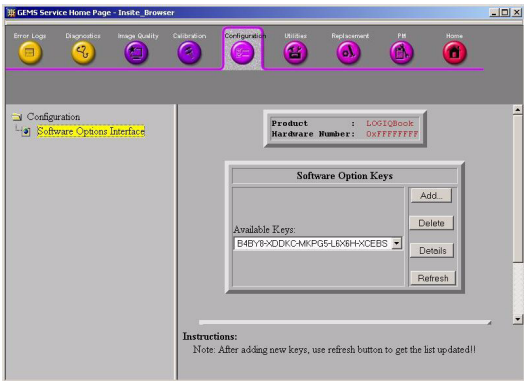 GEMS Service Home Page - Insite_Browser
Error Logs Diagnostics Image Quality Calibration Configuration Utilities Replacement PM Home
Configuration
Software Options Interface
Product : LOGIQBook
Hardware Number: 0xFFFFFFFF
Software Option Keys
Add...
Delete
Available Keys:
B4BY8-XDDKC-MKPG5-L6X6H-XCEBS
Details
Refresh
Instructions:
Note: After adding new keys, use refresh button to get the list updated!!